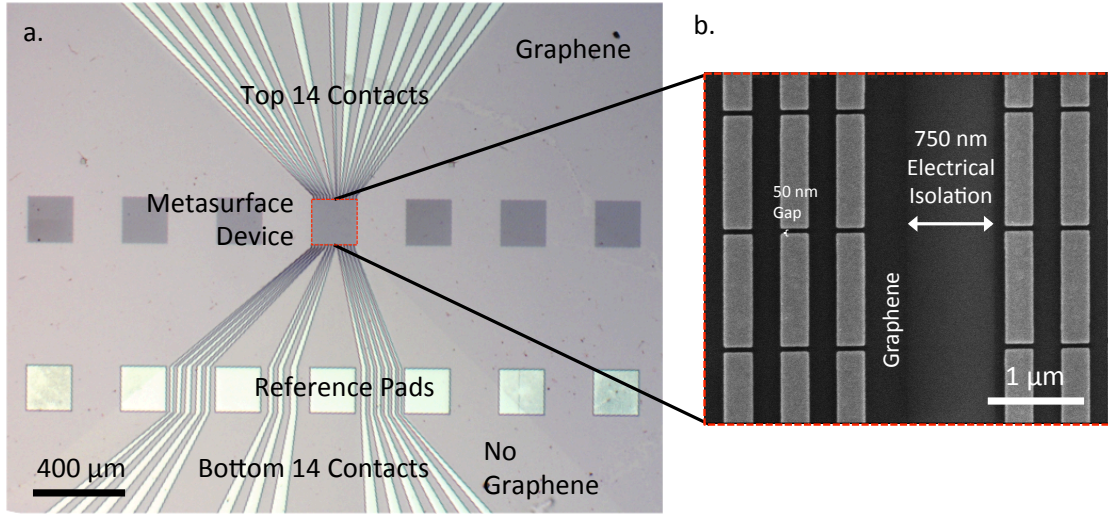 a.
Graphene
Top 14 Contacts
Metasurface
Device
Reference Pads
Bottom 14 Contacts
No
Graphene
400 μm
b.
750 nm
Electrical
Isolation
50 nm
Gap
Graphene
1 μm